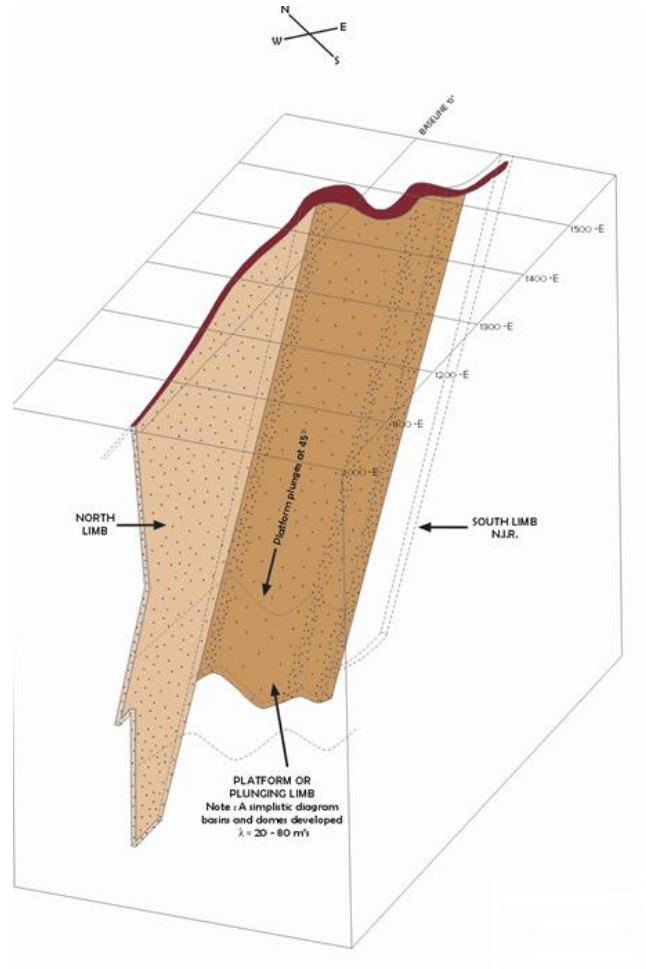 N
E
W
S
BASELINE '0'
1500 -E
1400 -E
1300 -E
1200 -E
1100 -E
1000 -E
Platform plunges at 45°
NORTH
LIMB
SOUTH LIMB
N.I.R.
PLATFORM OR
PLUNGING LIMB
Note : A simplistic diagram
basins and domes developed
λ = 20 - 80 m's